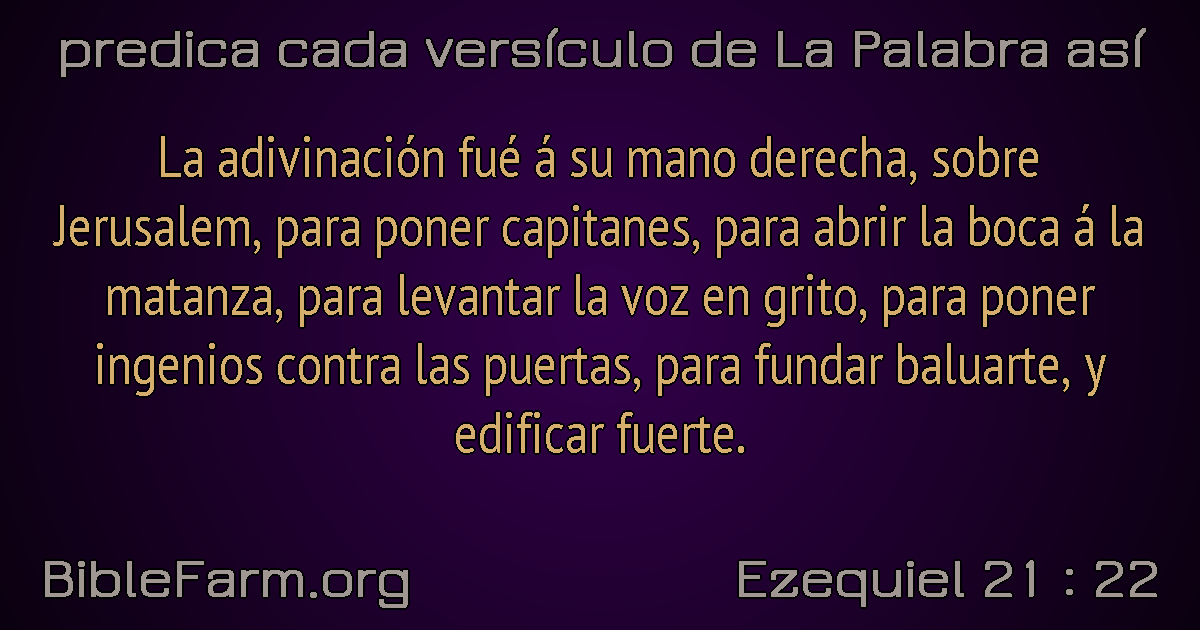 predica cada versículo de La Palabra así
La adivinación fué á su mano derecha, sobre
Jerusalem, para poner capitanes, para abrir la boca á la
matanza, para levantar la voz en grito, para poner
ingenios contra las puertas, para fundar baluarte, y
edificar fuerte.
BibleFarm.org
Ezequiel 21 : 22